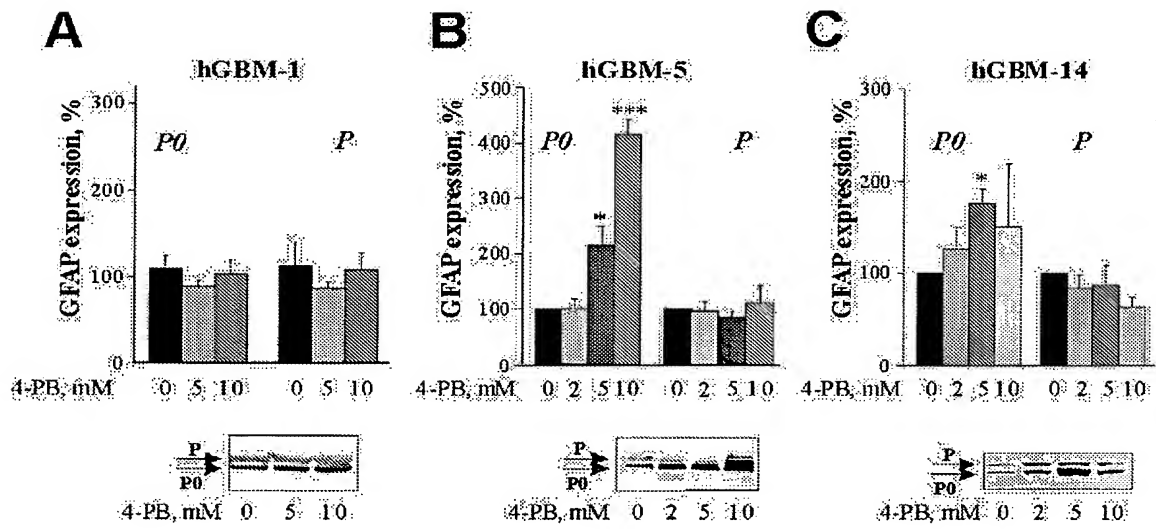 A
hGBM-1
GFAP expression, %
300
200
100
0
P0
P
4-PB, mM 0 5 10 0 5 10
P
P0
4-PB, mM 0 5 10
B
hGBM-5
GFAP expression, %
500
400
300
200
100
0
P0
P
*
***
4-PB, mM 0 2 5 10 0 2 5 10
P
P0
4-PB, mM 0 2 5 10
C
hGBM-14
GFAP expression, %
300
200
100
0
P0
P
*
4-PB, mM 0 2 5 10 0 2 5 10
P
P0
4-PB, mM 0 2 5 10